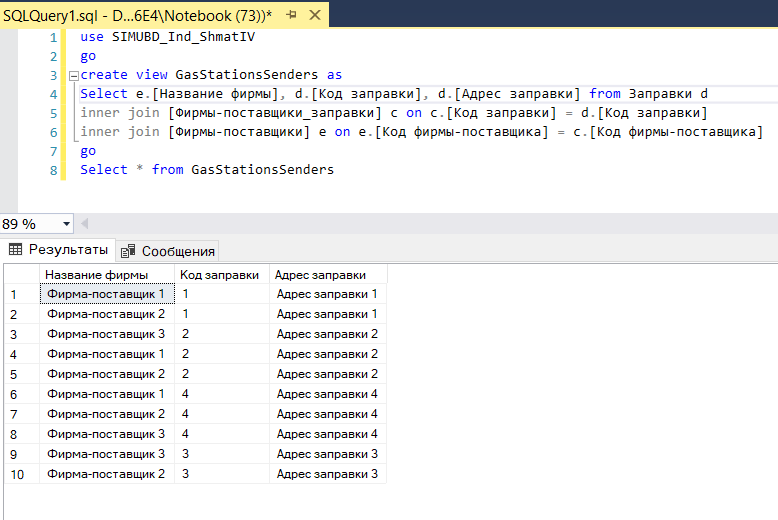 SQLQuery1.sql - D...6E4\Notebook (73))*
1 use SIMUBD_Ind_ShmatIV
2 go
3 create view GasStationsSenders as
4 Select e.[Название фирмы], d.[Код заправки], d.[Адрес заправки] from Заправки d
5 inner join [Фирмы-поставщики_заправки] c on c.[Код заправки] = d.[Код заправки]
6 inner join [Фирмы-поставщики] e on e.[Код фирмы-поставщика] = c.[Код фирмы-поставщика]
7 go
8 Select * from GasStationsSenders
89 %
Результаты Сообщения
Название фирмы Код заправки Адрес заправки
1 Фирма-поставщик 1 1 Адрес заправки 1
2 Фирма-поставщик 2 1 Адрес заправки 1
3 Фирма-поставщик 3 2 Адрес заправки 2
4 Фирма-поставщик 1 2 Адрес заправки 2
5 Фирма-поставщик 2 2 Адрес заправки 2
6 Фирма-поставщик 1 4 Адрес заправки 4
7 Фирма-поставщик 2 4 Адрес заправки 4
8 Фирма-поставщик 3 4 Адрес заправки 4
9 Фирма-поставщик 3 3 Адрес заправки 3
10 Фирма-поставщик 2 3 Адрес заправки 3